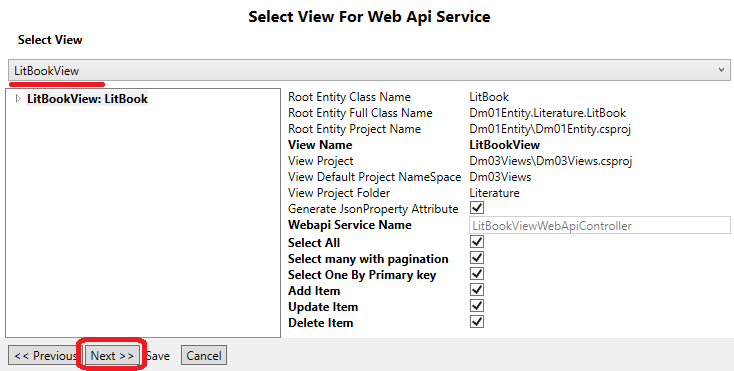 Select View For Web Api Service
Select View
LitBookView
LitBookView: LitBook
Root Entity Class Name LitBook
Root Entity Full Class Name Dm01Entity.Literature.LitBook
Root Entity Project Name Dm01Entity\Dm01Entity.csproj
View Name LitBookView
View Project Dm03Views\Dm03Views.csproj
View Default Project NameSpace Dm03Views
View Project Folder Literature
Generate JsonProperty Attribute
Webapi Service Name LitBookViewWebApiController
Select All
Select many with pagination
Select One By Primary key
Add Item
Update Item
Delete Item
<< Previous Next >> Save Cancel